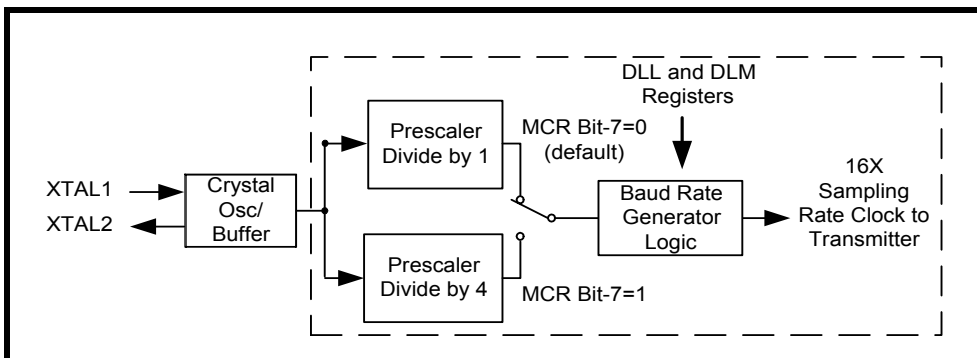 DLL and DLM
Registers
Prescaler
Divide by 1
MCR Bit-7=0
(default)
XTAL1
XTAL2
Crystal
Osc/
Buffer
Baud Rate
Generator
Logic
16X
Sampling
Rate Clock to
Transmitter
Prescaler
Divide by 4
MCR Bit-7=1